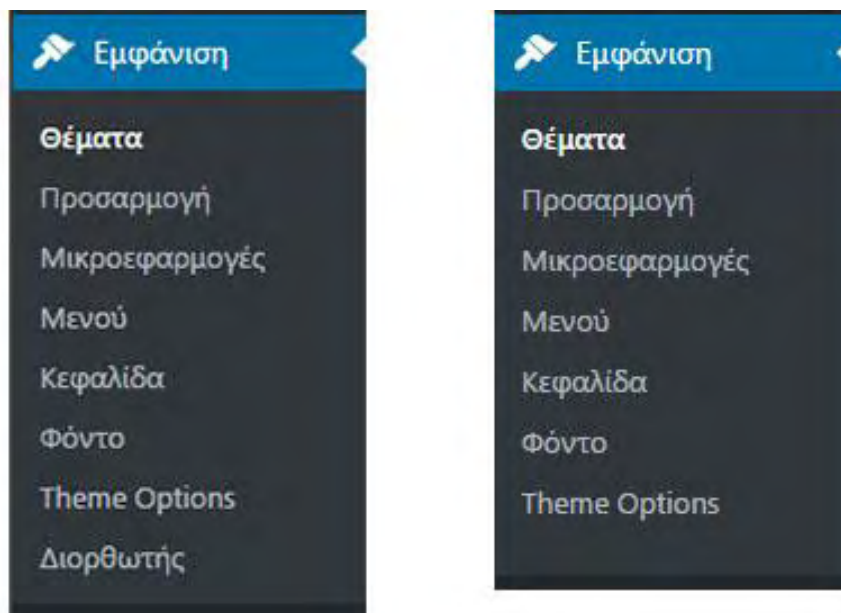 Εμφάνιση
Θέματα
Προσαρμογή
Μικροεφαρμογές
Μενού
Κεφαλίδα
Φόντο
Theme Options
Διορθωτής
Εμφάνιση
Θέματα
Προσαρμογή
Μικροεφαρμογές
Μενού
Κεφαλίδα
Φόντο
Theme Options